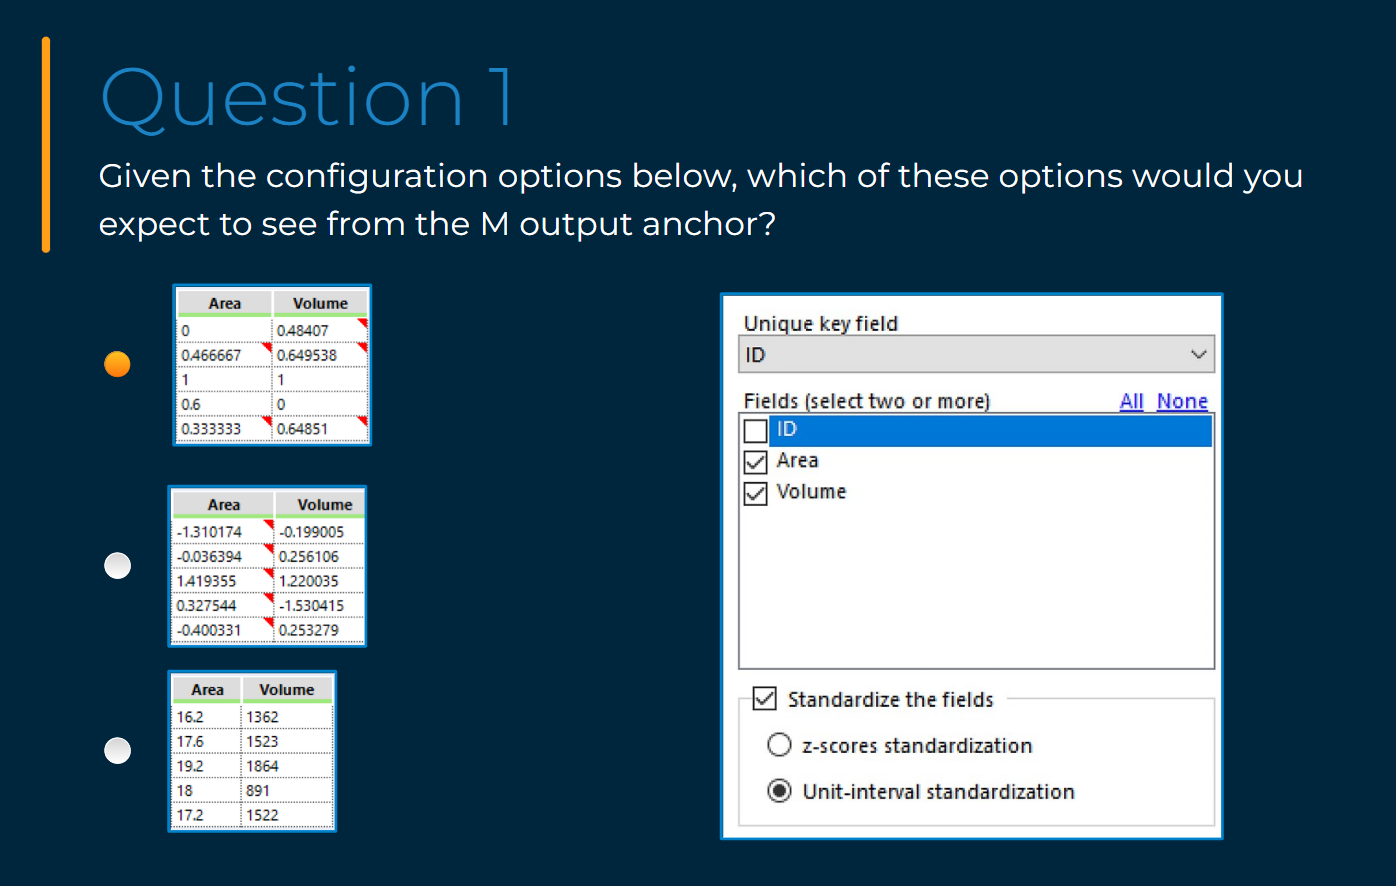 Question 1
Given the configuration options below, which of these options would you
expect to see from the M output anchor?
Area Volume
0 0.48407
0.466667 0.649538
1 1
0.6 0
0.333333 0.64851
Area Volume
-1.310174 -0.199005
-0.036394 0.256106
1.419355 1.220035
0.327544 -1.530415
-0.400331 0.253279
Area Volume
16.2 1362
17.6 1523
19.2 1864
18 891
17.2 1522
Unique key field
ID
Fields (select two or more) All None
ID
Area
Volume
Standardize the fields
z-scores standardization
Unit-interval standardization